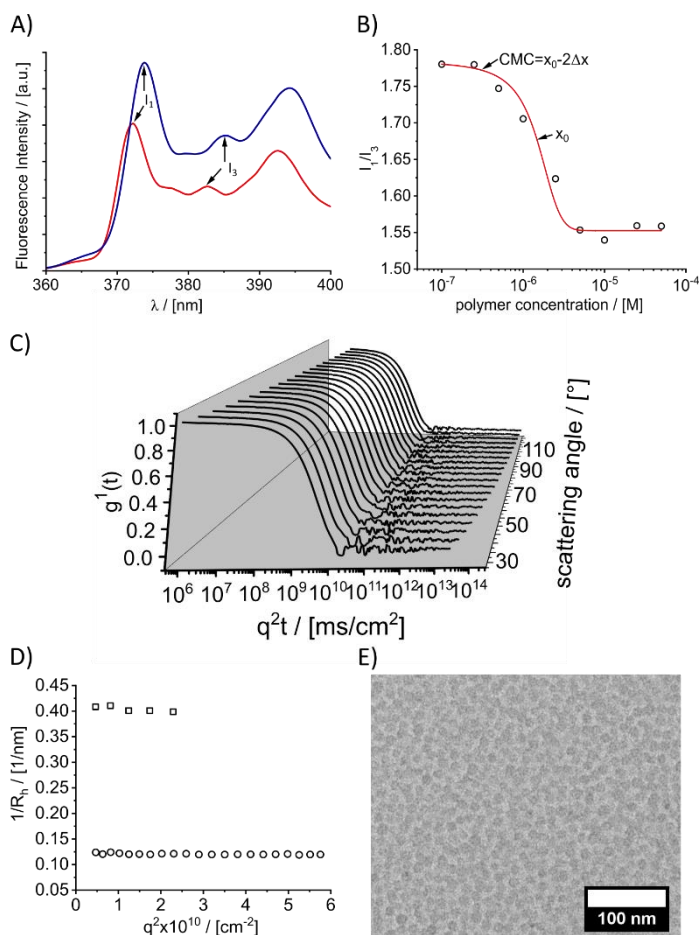 A)
Fluorescence Intensity / [a.u.]
I₁
I₃
360 370 380 390 400
λ / [nm]
B)
I₁/I₃
1.80
1.75
1.70
1.65
1.60
1.55
1.50
CMC=x₀-2Δx
x₀
10⁻⁷ 10⁻⁶ 10⁻⁵ 10⁻⁴
polymer concentration / [M]
C)
g¹(t)
1.0
0.8
0.6
0.4
0.2
0.0
10⁶ 10⁷ 10⁸ 10⁹ 10¹⁰ 10¹¹ 10¹² 10¹³ 10¹⁴
q²t / [ms/cm²]
110
90
70
50
30
scattering angle / [°]
D)
1/Rₕ / [1/nm]
0.45
0.40
0.35
0.30
0.25
0.20
0.15
0.10
0.05
0 1 2 3 4 5 6
q²x10¹⁰ / [cm⁻²]
E)
100 nm